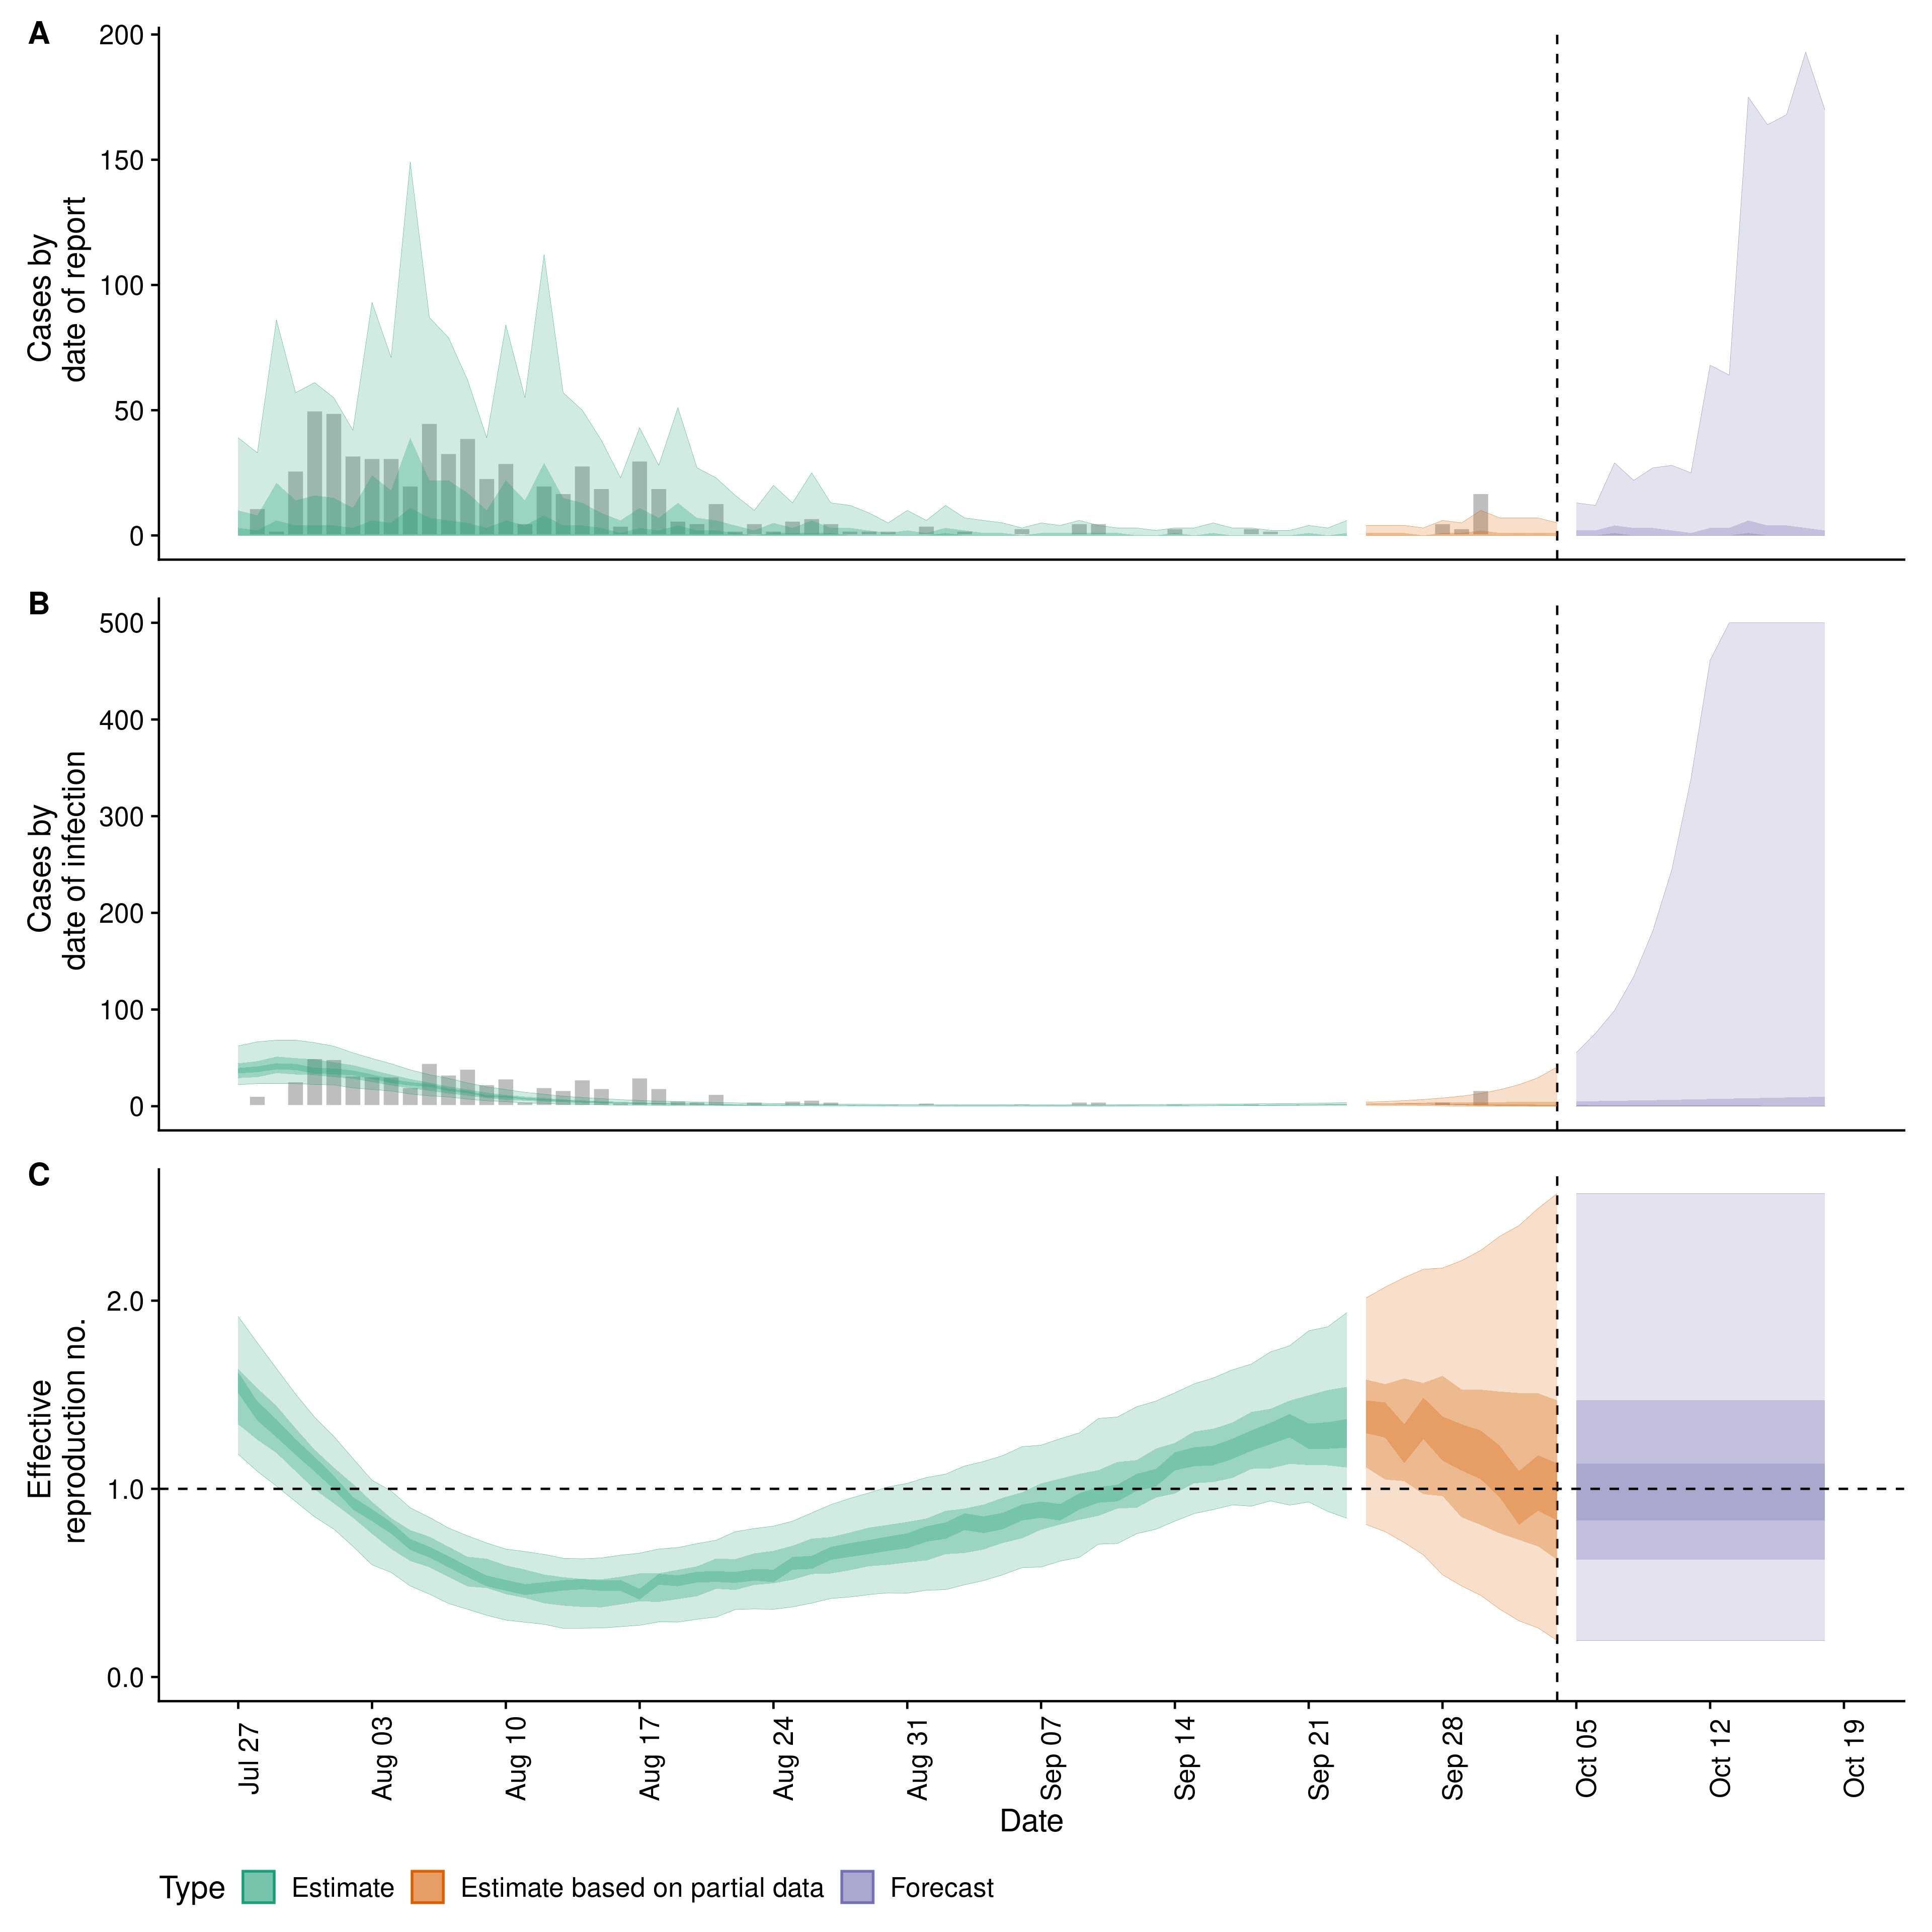 A
Cases by
date of report
200
150
100
50
0
B
Cases by
date of infection
500
400
300
200
100
0
C
Effective
reproduction no.
2.0
1.0
0.0
Jul 27
Aug 03
Aug 10
Aug 17
Aug 24
Aug 31
Sep 07
Sep 14
Sep 21
Sep 28
Oct 05
Oct 12
Oct 19
Date
Type Estimate Estimate based on partial data Forecast